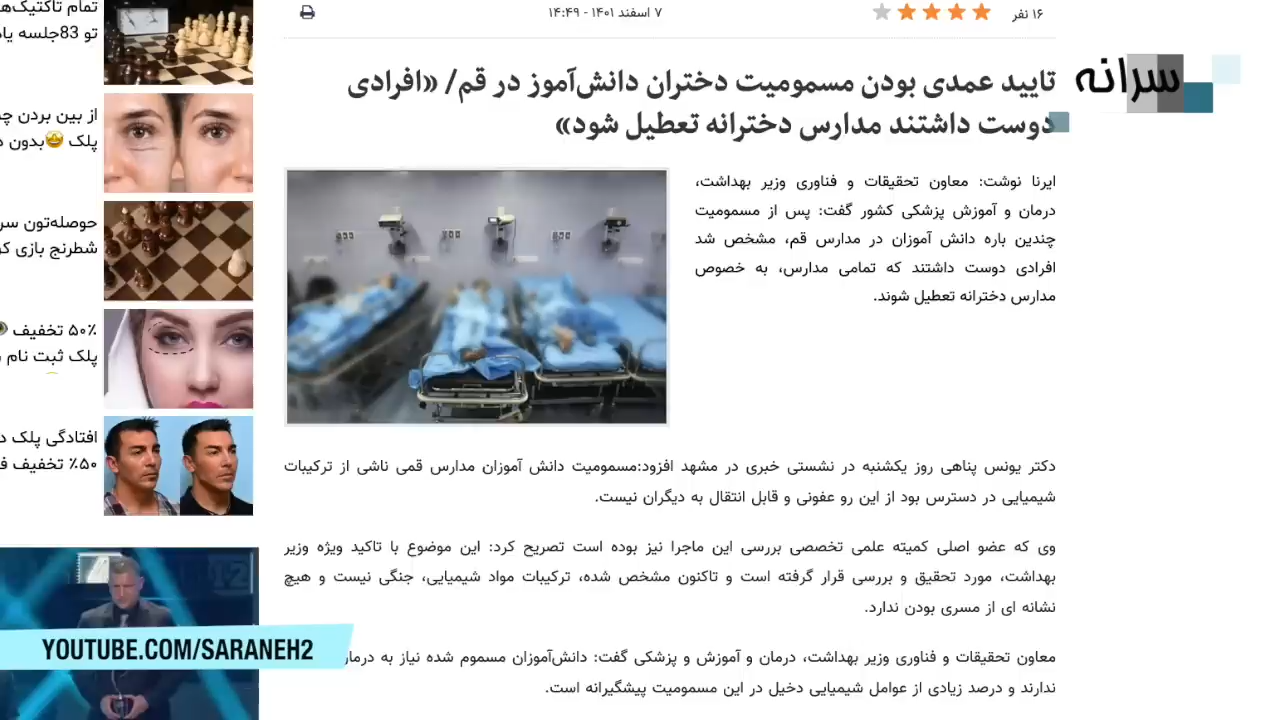 ۱۶ نفر
۷ اسفند ۱۴۰۱ - ۱۴:۴۹
سرانه
تایید عمدی بودن مسمومیت دختران دانش‌آموز در قم/ «افرادی
دوست داشتند مدارس دخترانه تعطیل شود»
ایرنا نوشت: معاون تحقیقات و فناوری وزیر بهداشت،
درمان و آموزش پزشکی کشور گفت: پس از مسمومیت
چندین باره دانش آموزان در مدارس قم، مشخص شد
افرادی دوست داشتند که تمامی مدارس، به خصوص
مدارس دخترانه تعطیل شوند.
دکتر یونس پناهی روز یکشنبه در نشستی خبری در مشهد افزود:مسمومیت دانش آموزان مدارس قمی ناشی از ترکیبات
شیمیایی در دسترس بود از این رو عفونی و قابل انتقال به دیگران نیست.
وی که عضو اصلی کمیته علمی تخصصی بررسی این ماجرا نیز بوده است تصریح کرد: این موضوع با تاکید ویژه وزیر
بهداشت، مورد تحقیق و بررسی قرار گرفته است و تاکنون مشخص شده، ترکیبات مواد شیمیایی، جنگی نیست و هیچ
نشانه ای از مسری بودن ندارد.
معاون تحقیقات و فناوری وزیر بهداشت، درمان و آموزش و پزشکی گفت: دانش‌آموزان مسموم شده نیاز به
ندارند و درصد زیادی از عوامل شیمیایی دخیل در این مسمومیت پیشگیرانه است.
تمام
تو 83جلسه
از بین بردن
پلک 🤩بدون
حوصله‌تون
شطرنج بازی
۵۰٪ تخفیف
پلک ثبت نام
افتادگی پلک
۵۰٪ تخفیف
YOUTUBE.COM/SARANEH2